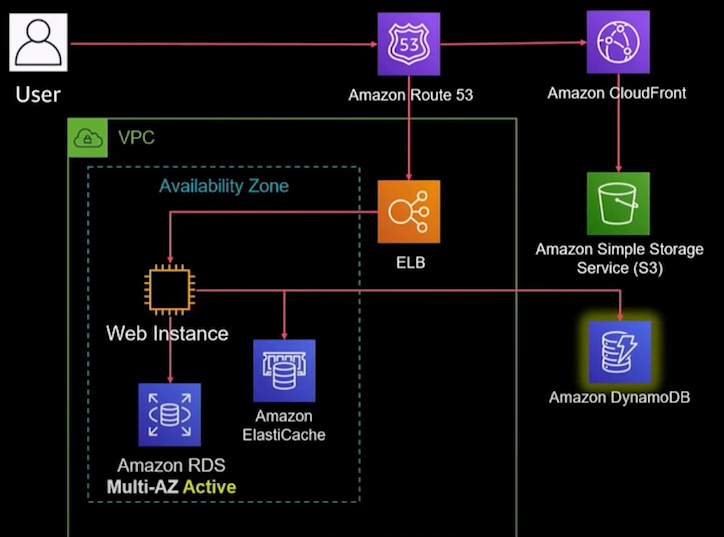 User
53
Amazon Route 53
Amazon CloudFront
VPC
Availability Zone
ELB
Amazon Simple Storage
Service (S3)
Web Instance
Amazon
ElastiCache
Amazon DynamoDB
Amazon RDS
Multi-AZ Active